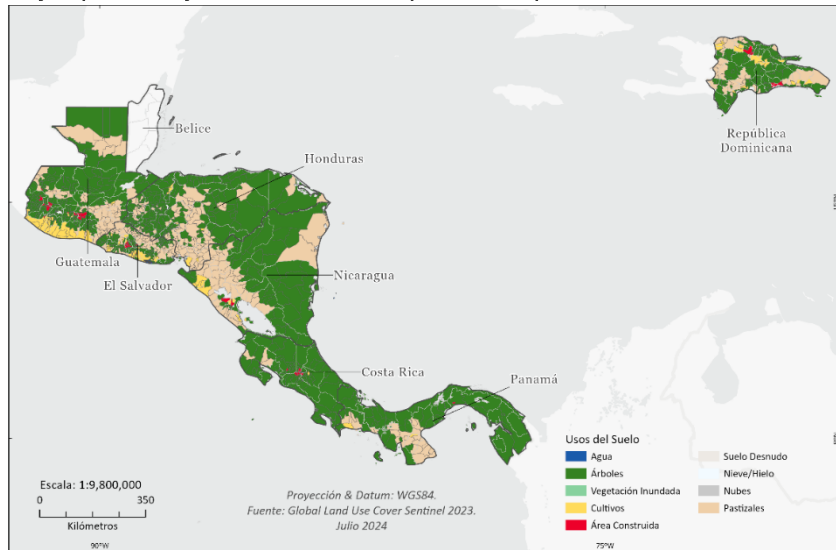 Belice
República
Dominicana
Honduras
Guatemala
El Salvador
Nicaragua
Costa Rica
Panamá
Usos del Suelo
Agua
Árboles
Vegetación Inundada
Cultivos
Área Construida
Suelo Desnudo
Nieve/Hielo
Nubes
Pastizales
Escala: 1:9,800,000
0 350
Kilómetros
Proyección & Datum: WGS84.
Fuente: Global Land Use Cover Sentinel 2023.
Julio 2024
90°W
75°W